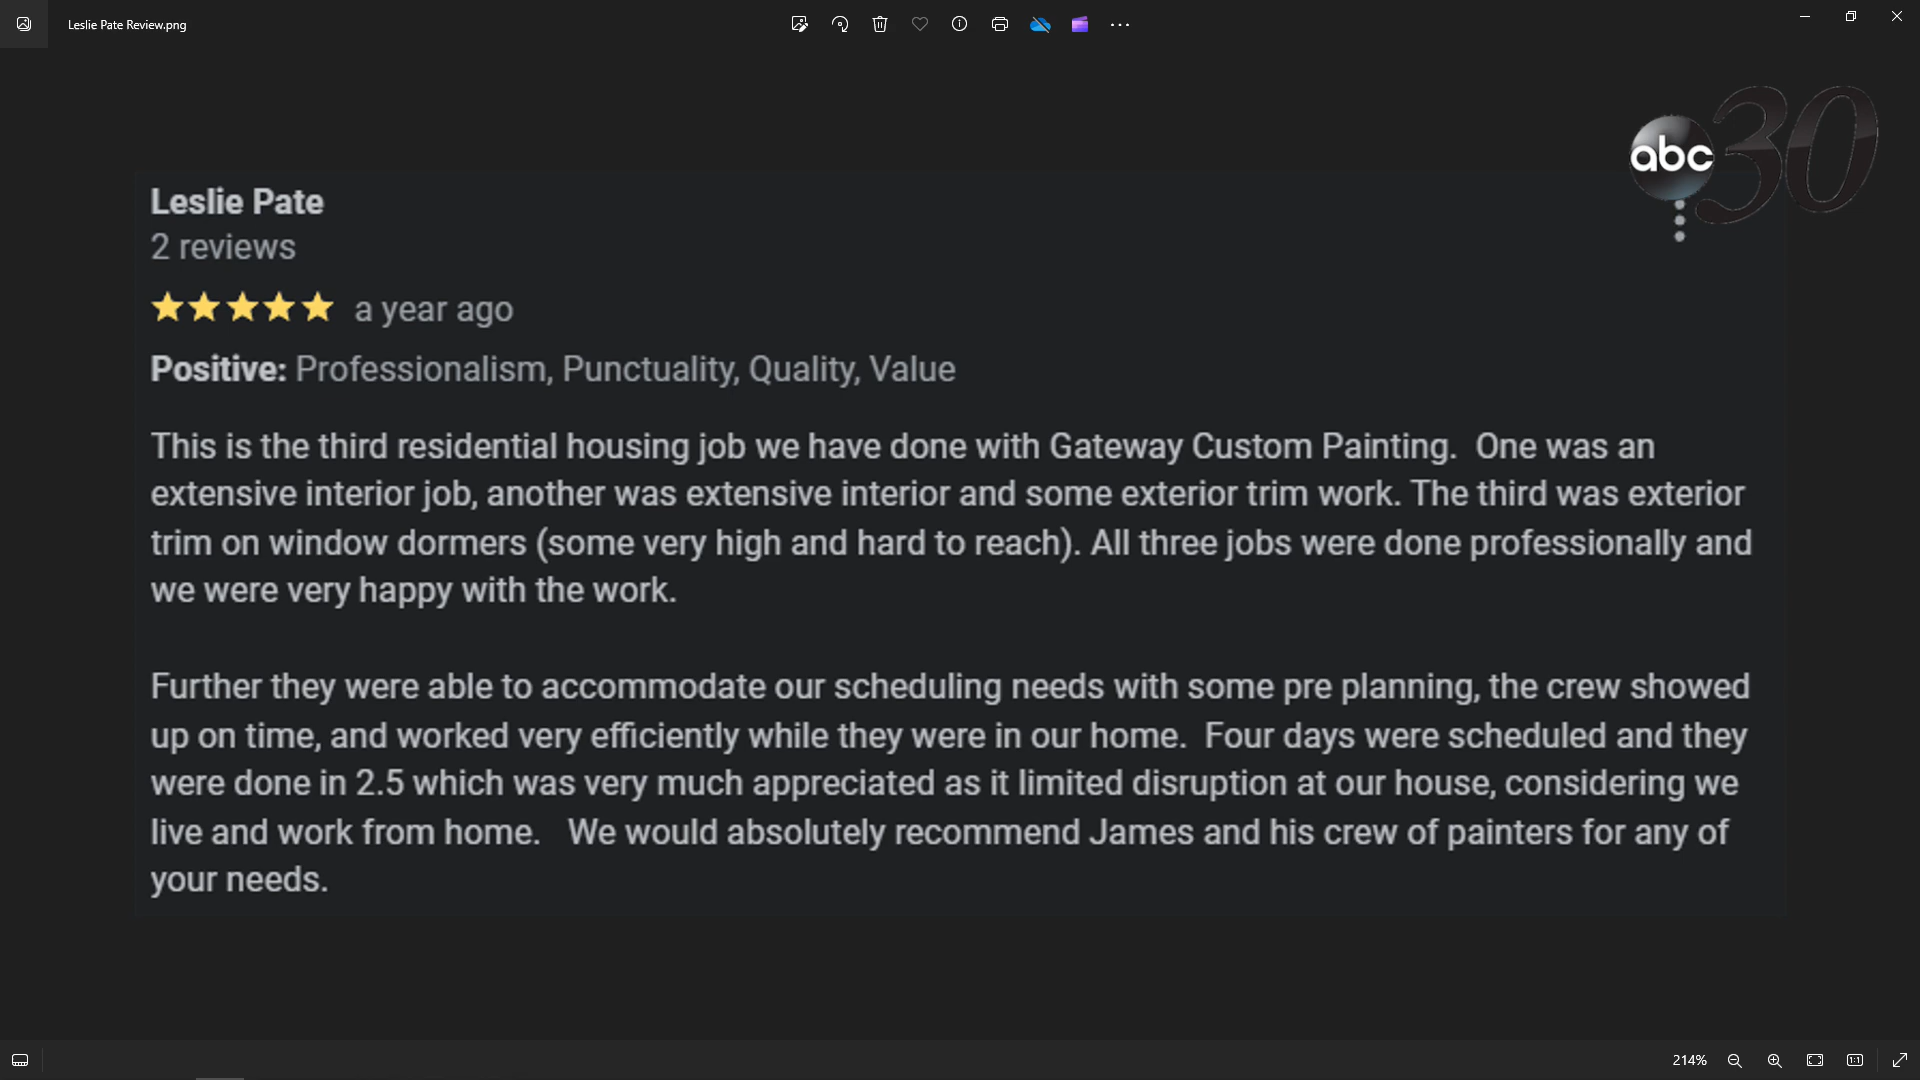 Leslie Pate Review.png
abc 30
Leslie Pate
2 reviews
a year ago
Positive: Professionalism, Punctuality, Quality, Value
This is the third residential housing job we have done with Gateway Custom Painting.  One was an
extensive interior job, another was extensive interior and some exterior trim work. The third was exterior
trim on window dormers (some very high and hard to reach). All three jobs were done professionally and
we were very happy with the work.
Further they were able to accommodate our scheduling needs with some pre planning, the crew showed
up on time, and worked very efficiently while they were in our home.  Four days were scheduled and they
were done in 2.5 which was very much appreciated as it limited disruption at our house, considering we
live and work from home.   We would absolutely recommend James and his crew of painters for any of
your needs.
214%
1:1